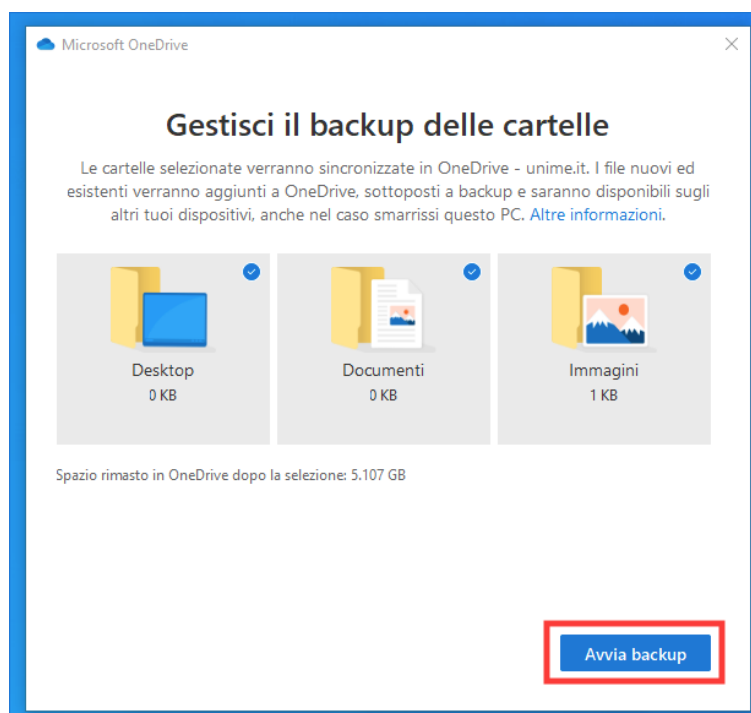 Microsoft OneDrive
Gestisci il backup delle cartelle
Le cartelle selezionate verranno sincronizzate in OneDrive - unime.it. I file nuovi ed
esistenti verranno aggiunti a OneDrive, sottoposti a backup e saranno disponibili sugli
altri tuoi dispositivi, anche nel caso smarrissi questo PC. Altre informazioni.
Desktop
0 KB
Documenti
0 KB
Immagini
1 KB
Spazio rimasto in OneDrive dopo la selezione: 5.107 GB
Avvia backup